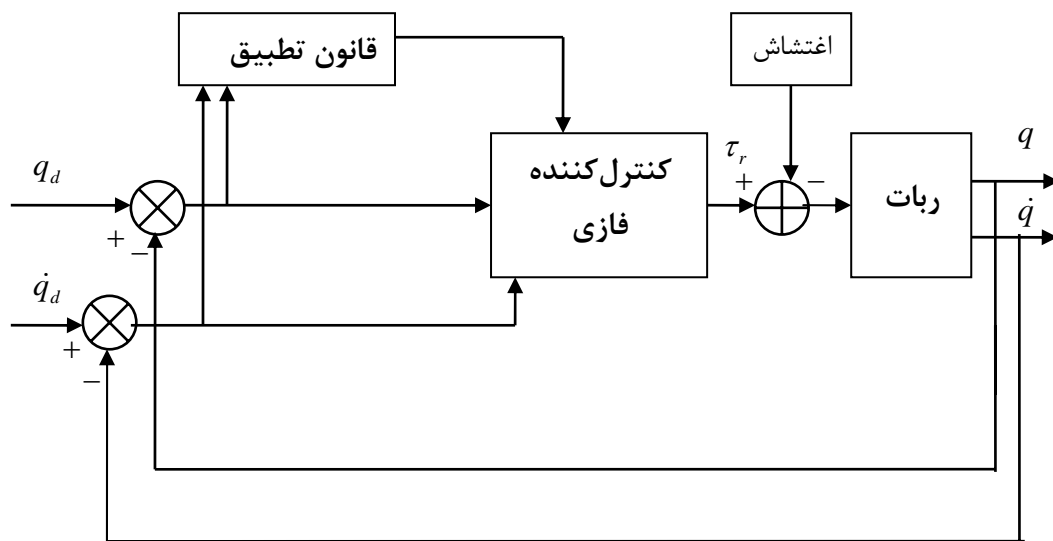 قانون تطبیق
اغتشاش
q_d
+
−
کنترل‌کننده
فازی
τ_r
+
−
ربات
q
q̇
q̇_d
+
−